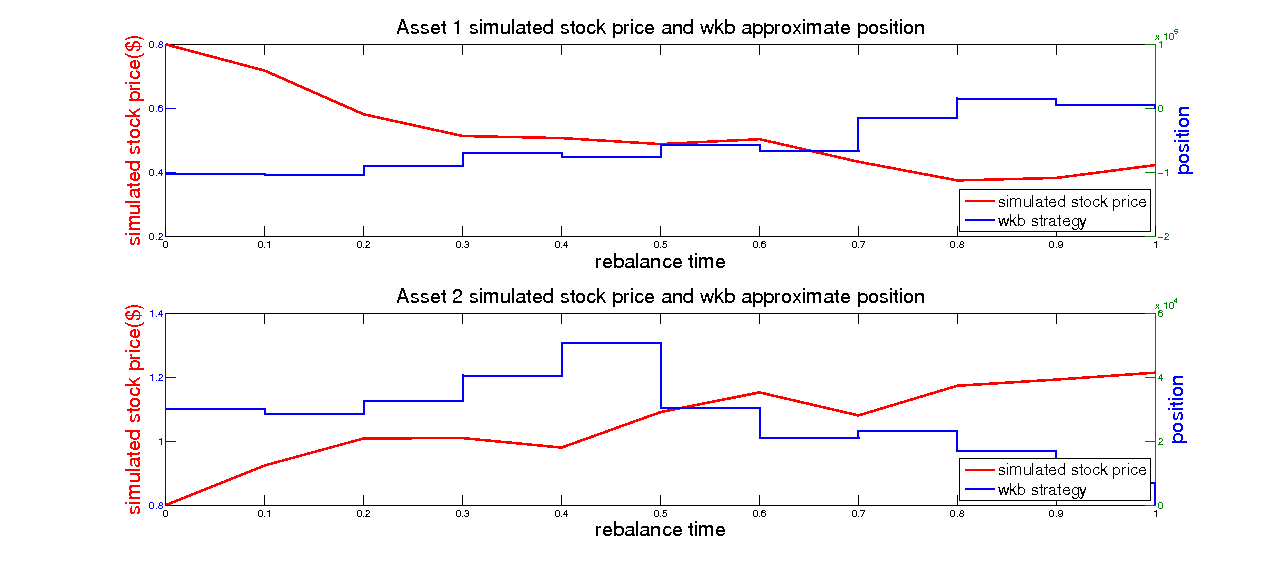 Asset 1 simulated stock price and wkb approximate position
x 10^5
simulated stock price($)
0.8
0.6
0.4
0.2
1
0
-1
-2
position
simulated stock price
wkb strategy
0 0.1 0.2 0.3 0.4 0.5 0.6 0.7 0.8 0.9 1
rebalance time
Asset 2 simulated stock price and wkb approximate position
x 10^4
simulated stock price($)
1.4
1.2
1
0.8
6
4
2
0
position
simulated stock price
wkb strategy
0 0.1 0.2 0.3 0.4 0.5 0.6 0.7 0.8 0.9 1
rebalance time